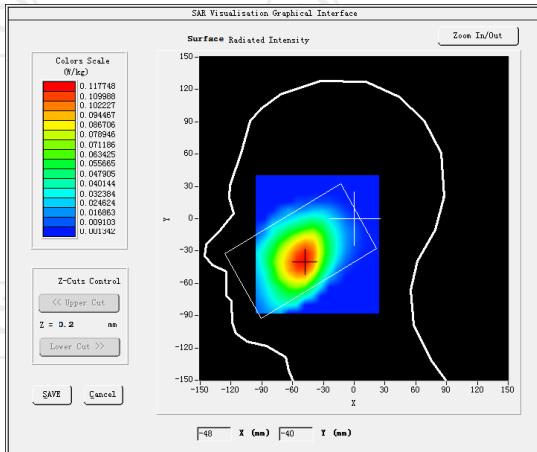 SAR Visualisation Graphical Interface
Surface Radiated Intensity
Zoom In/Out
Colors Scale
(W/kg)
0.117748
0.109988
0.102227
0.094467
0.086706
0.078946
0.071186
0.063425
0.055665
0.047905
0.040144
0.032384
0.024624
0.016863
0.009103
0.001342
Z-Cuts Control
<< Upper Cut
Z = 0.2 mm
Lower Cut >>
SAVE Cancel
150
120
90
60
30
0
-30
-60
-90
-120
-150
Y
-150 -120 -90 -60 -30 0 30 60 90 120 150
X
-48 X (mm) -40 Y (mm)